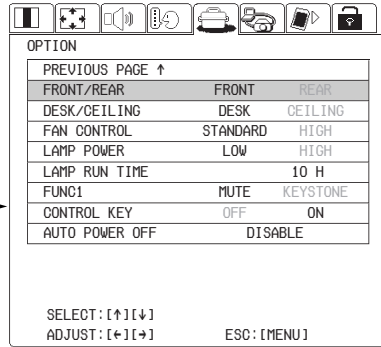 OPTION
PREVIOUS PAGE ↑
FRONT/REAR FRONT REAR
DESK/CEILING DESK CEILING
FAN CONTROL STANDARD HIGH
LAMP POWER LOW HIGH
LAMP RUN TIME 10 H
FUNC1 MUTE KEYSTONE
CONTROL KEY OFF ON
AUTO POWER OFF DISABLE
SELECT:[↑][↓]
ADJUST:[←][→] ESC:[MENU]